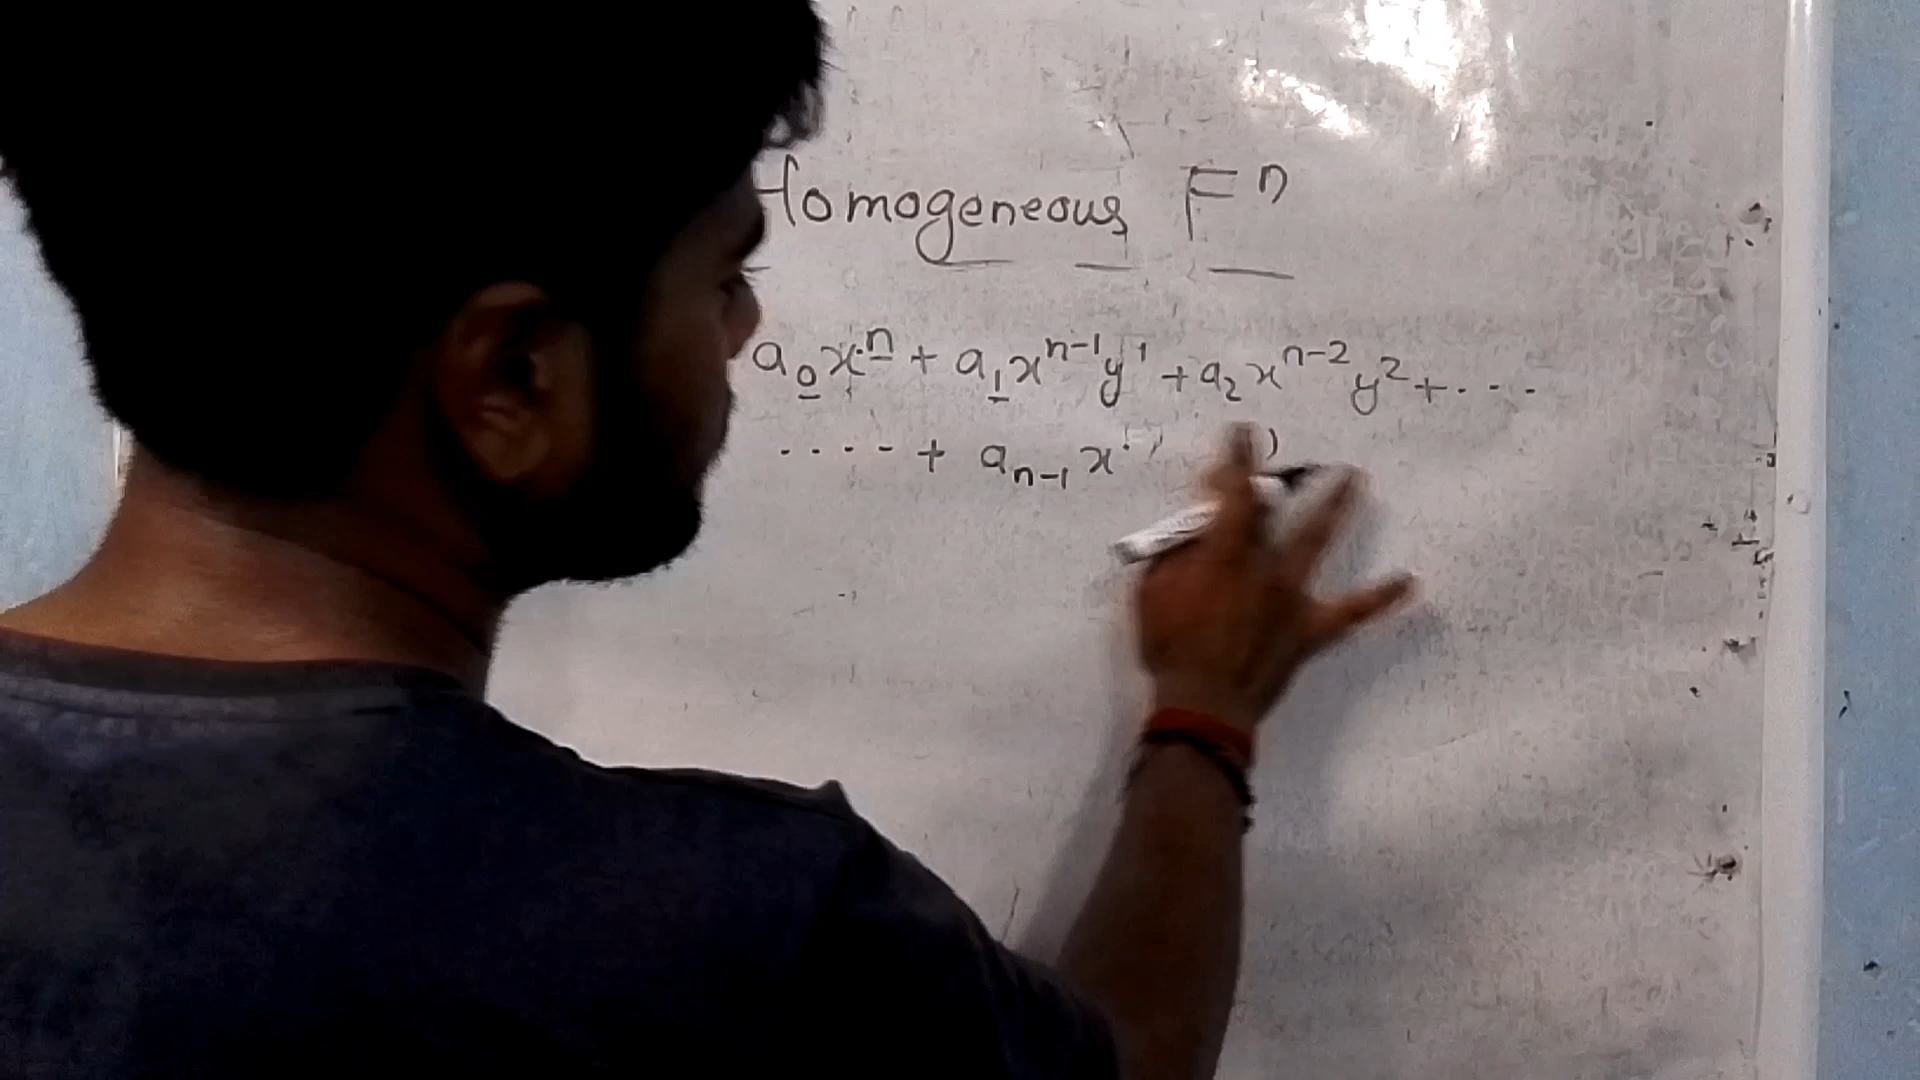 Homogeneous Fⁿ
a₀xⁿ + a₁xⁿ⁻¹y¹ + a₂xⁿ⁻²y² + ...
.... + aₙ₋₁x